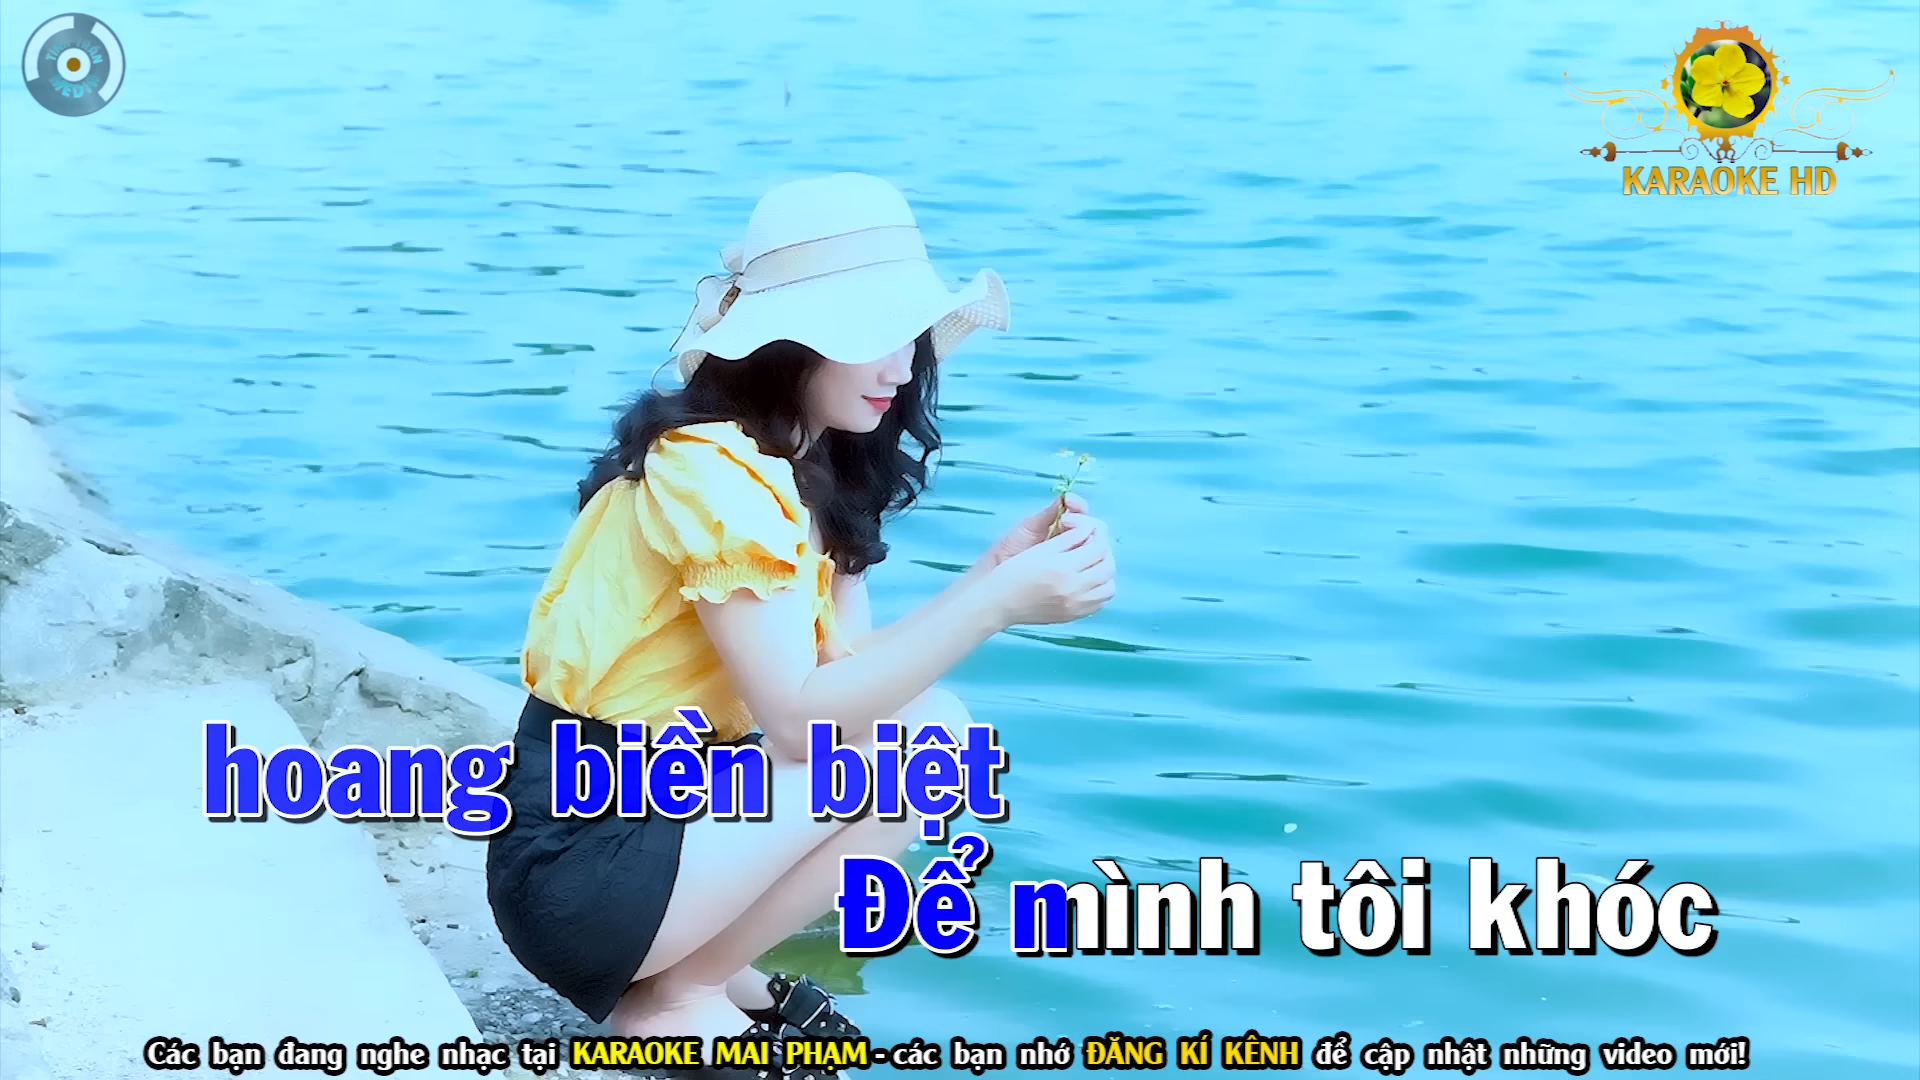 KARAOKE HD
hoang biền biệt
Để mình tôi khóc
Các bạn đang nghe nhạc tại KARAOKE MAI PHẠM - các bạn nhớ ĐĂNG KÍ KÊNH để cập nhật những video mới!